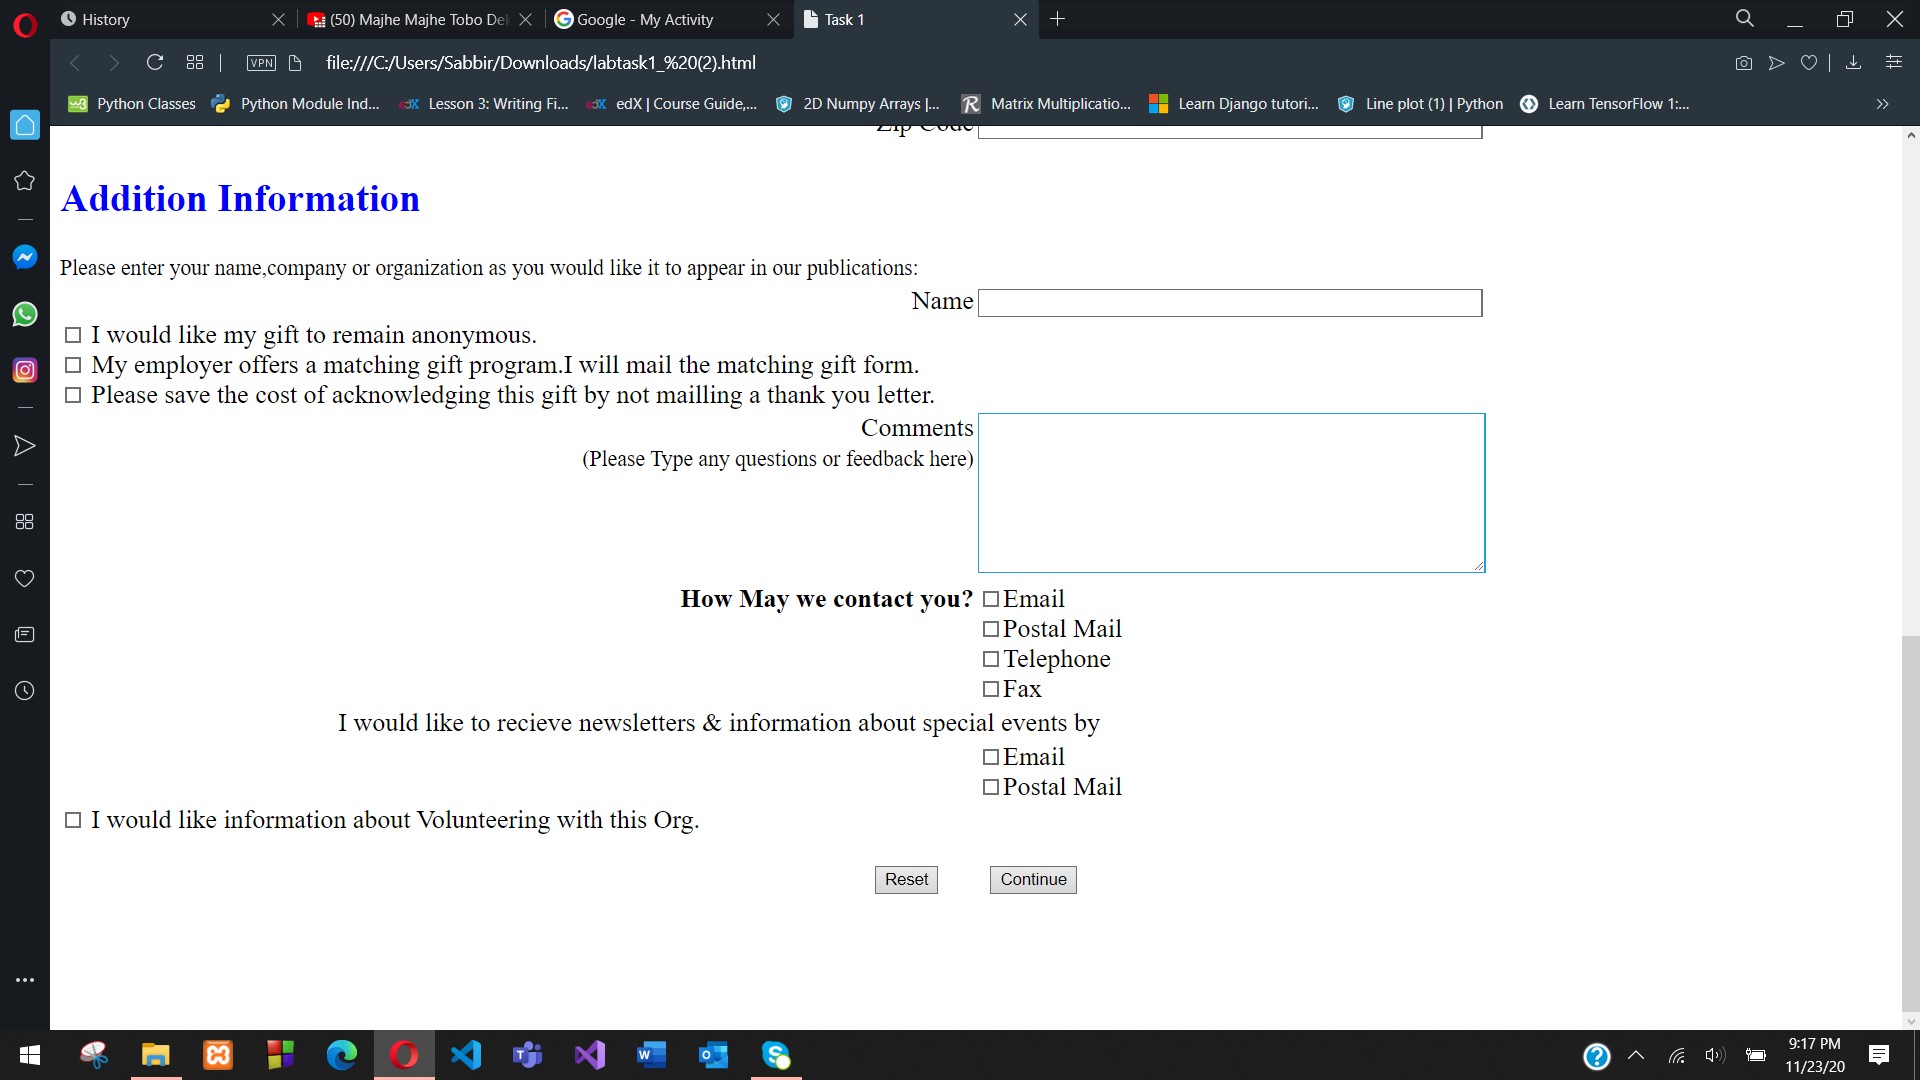 History
(50) Majhe Majhe Tobo Del
Google - My Activity
Task 1
VPN
file:///C:/Users/Sabbir/Downloads/labtask1_%20(2).html
Python Classes
Python Module Ind...
Lesson 3: Writing Fi...
edX | Course Guide,...
2D Numpy Arrays |...
Matrix Multiplicatio...
Learn Django tutori...
Line plot (1) | Python
Learn TensorFlow 1:...
Zip Code
Addition Information
Please enter your name,company or organization as you would like it to appear in our publications:
Name
I would like my gift to remain anonymous.
My employer offers a matching gift program.I will mail the matching gift form.
Please save the cost of acknowledging this gift by not mailling a thank you letter.
Comments
(Please Type any questions or feedback here)
How May we contact you?
Email
Postal Mail
Telephone
Fax
I would like to recieve newsletters & information about special events by
Email
Postal Mail
I would like information about Volunteering with this Org.
Reset
Continue
9:17 PM
11/23/20